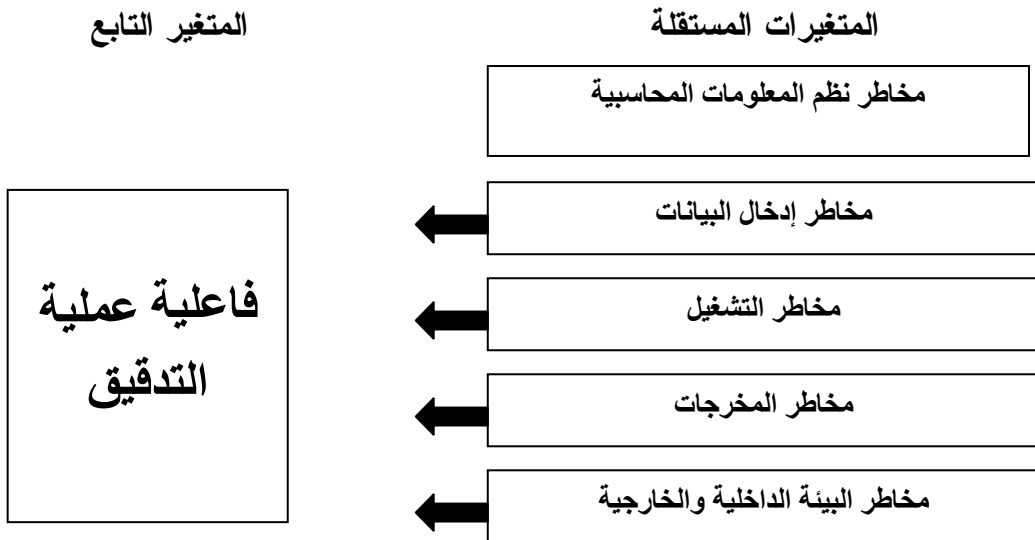 المتغيرات المستقلة
المتغير التابع
مخاطر نظم المعلومات المحاسبية
مخاطر إدخال البيانات
مخاطر التشغيل
مخاطر المخرجات
مخاطر البيئة الداخلية والخارجية
فاعلية عملية
التدقيق